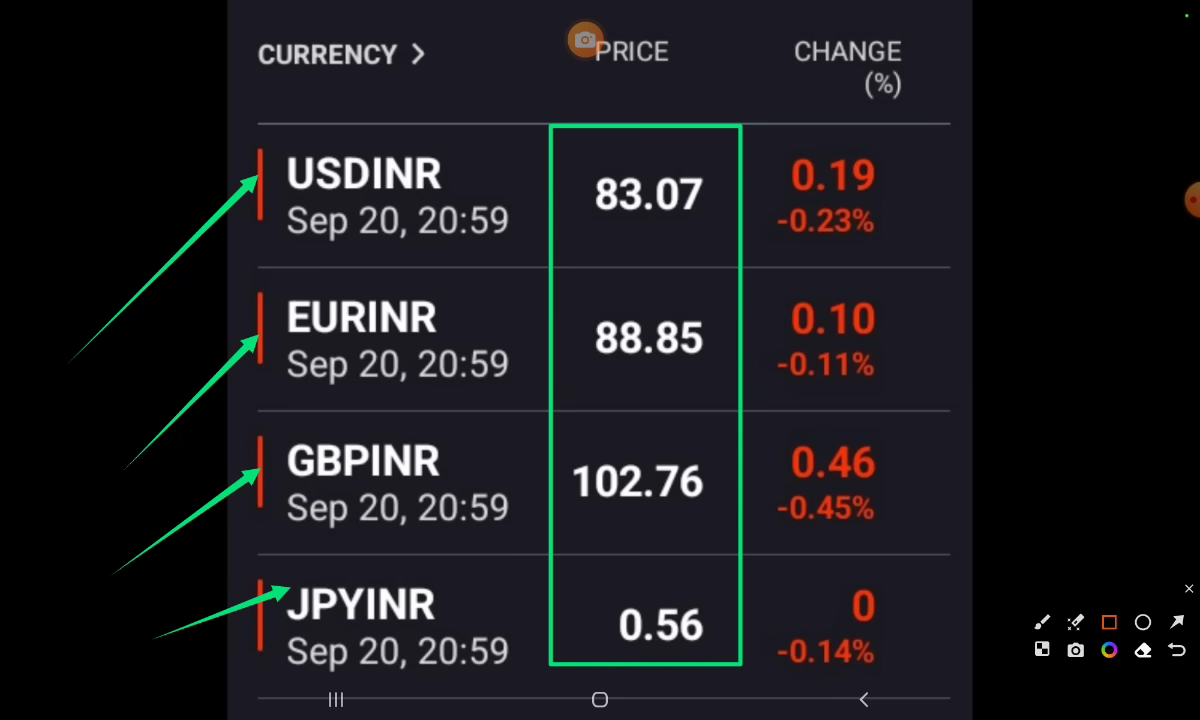 CURRENCY
PRICE
CHANGE
(%)
USDINR
Sep 20, 20:59
83.07
0.19
-0.23%
EURINR
Sep 20, 20:59
88.85
0.10
-0.11%
GBPINR
Sep 20, 20:59
102.76
0.46
-0.45%
JPYINR
Sep 20, 20:59
0.56
0
-0.14%